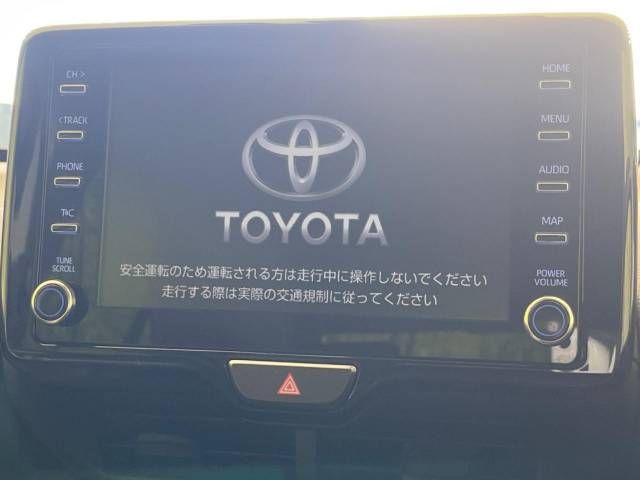 CH >
< TRACK
PHONE
T&C
TUNE
SCROLL
TOYOTA
安全運転のため運転される方は走行中に操作しないでください
走行する際は実際の交通規制に従ってください
HOME
MENU
AUDIO
MAP
POWER
VOLUME